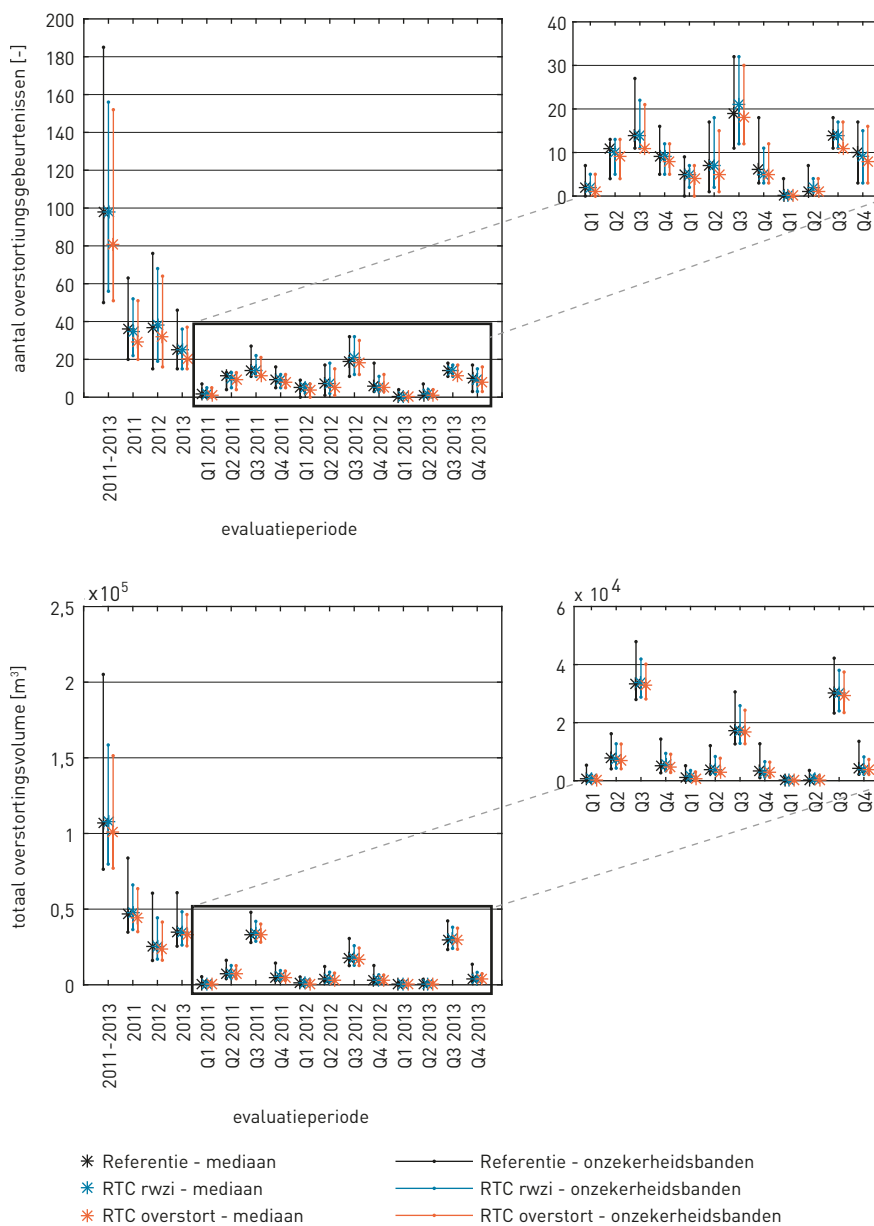 aantal overstortiungsgebeurtenissen [-]
200
180
160
140
120
100
80
60
40
20
0
2011-2013
2011
2012
2013
Q1 2011
Q2 2011
Q3 2011
Q4 2011
Q1 2012
Q2 2012
Q3 2012
Q4 2012
Q1 2013
Q2 2013
Q3 2013
Q4 2013
evaluatieperiode
40
30
20
10
0
Q1
Q2
Q3
Q4
Q1
Q2
Q3
Q4
Q1
Q2
Q3
Q4
totaal overstortingsvolume [m³]
x10⁵
2,5
2
1,5
1
0,5
0
2011-2013
2011
2012
2013
Q1 2011
Q2 2011
Q3 2011
Q4 2011
Q1 2012
Q2 2012
Q3 2012
Q4 2012
Q1 2013
Q2 2013
Q3 2013
Q4 2013
evaluatieperiode
x 10⁴
6
4
2
0
Q1
Q2
Q3
Q4
Q1
Q2
Q3
Q4
Q1
Q2
Q3
Q4
Referentie - mediaan
RTC rwzi - mediaan
RTC overstort - mediaan
Referentie - onzekerheidsbanden
RTC rwzi - onzekerheidsbanden
RTC overstort - onzekerheidsbanden